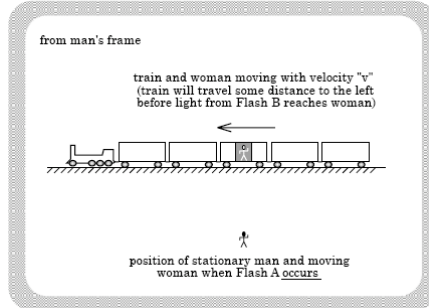 from man's frame
train and woman moving with velocity "v"
(train will travel some distance to the left
before light from Flash B reaches woman)
position of stationary man and moving
woman when Flash A occurs